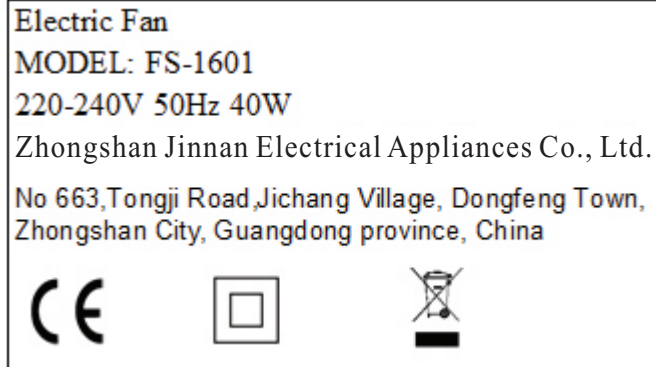 Electric Fan
MODEL: FS-1601
220-240V 50Hz 40W
Zhongshan Jinnan Electrical Appliances Co., Ltd.
No 663,Tongji Road,Jichang Village, Dongfeng Town,
Zhongshan City, Guangdong province, China
CE